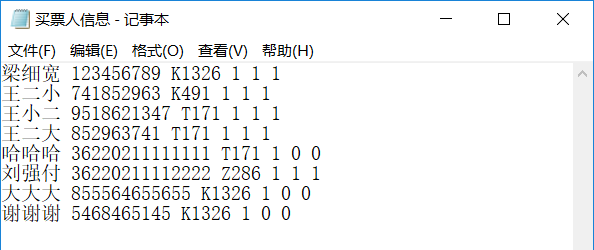 买票人信息 - 记事本
文件(F) 编辑(E) 格式(O) 查看(V) 帮助(H)
梁细宽 123456789 K1326 1 1 1
王二小 741852963 K491 1 1 1
王小二 9518621347 T171 1 1 1
王二大 852963741 T171 1 1 1
哈哈哈 36220211111111 T171 1 0 0
刘强付 36220211112222 Z286 1 1 1
大大大 855564655655 K1326 1 0 0
谢谢谢 5468465145 K1326 1 0 0